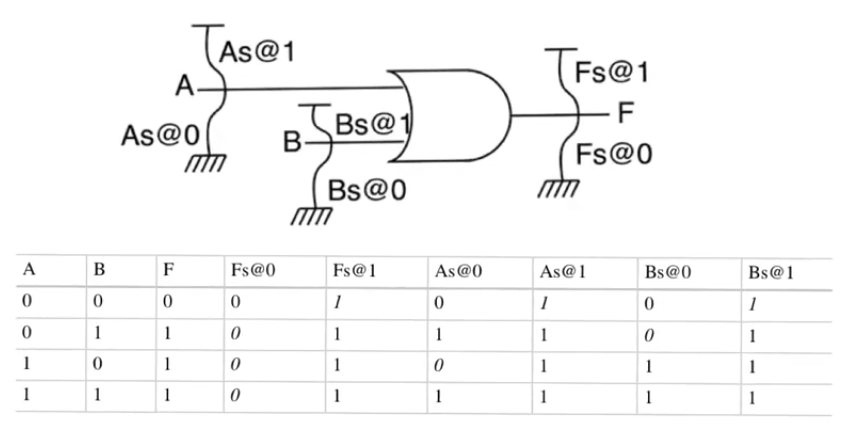 As@1
Fs@1
A
As@0
Bs@1
F
B
Fs@0
Bs@0
A B F Fs@0 Fs@1 As@0 As@1 Bs@0 Bs@1
0 0 0 0 1 0 1 0 1
0 1 1 0 1 1 1 0 1
1 0 1 0 1 0 1 1 1
1 1 1 0 1 1 1 1 1